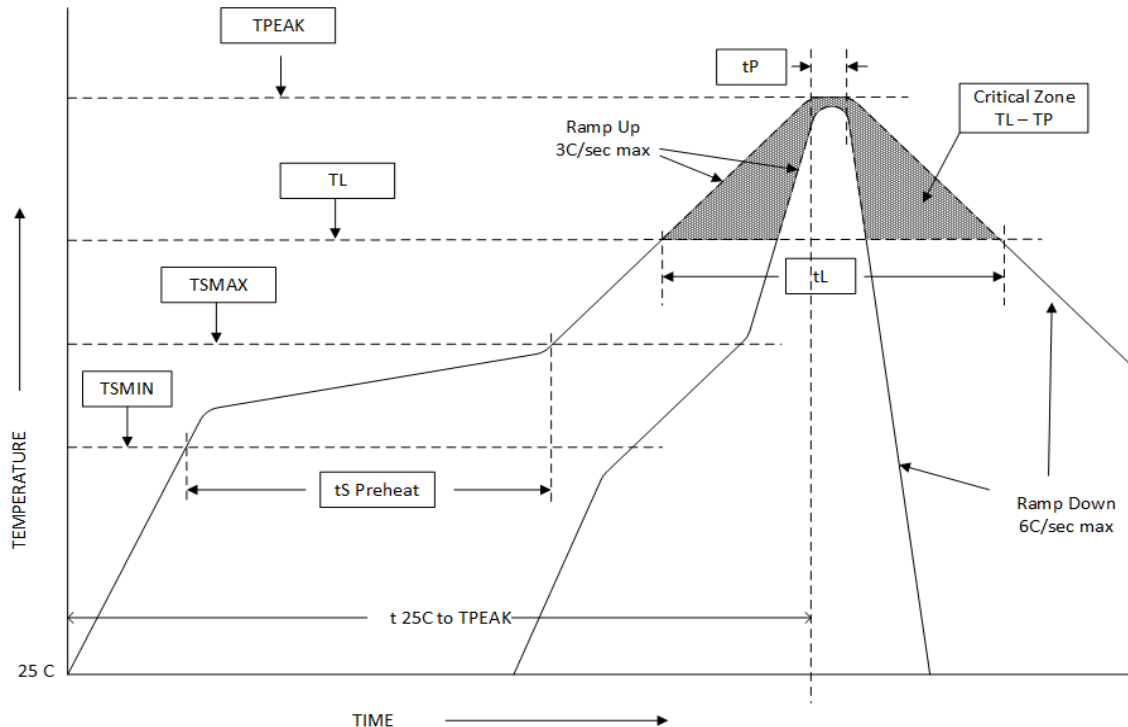 TPEAK
tP
Critical Zone
TL – TP
Ramp Up
3C/sec max
TL
TSMAX
tL
TSMIN
tS Preheat
Ramp Down
6C/sec max
TEMPERATURE
t 25C to TPEAK
25 C
TIME